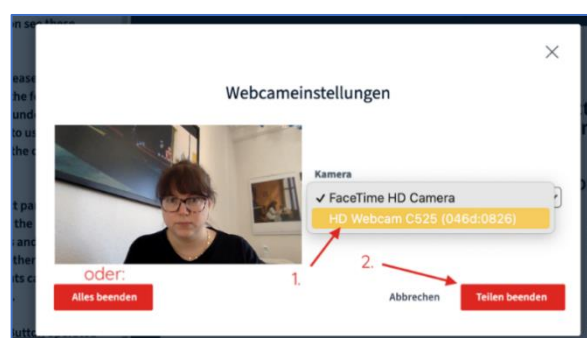 Webcameinstellungen
Kamera
✓ FaceTime HD Camera
HD Webcam C525 (046d:0826)
oder:
1.
2.
Alles beenden
Abbrechen
Teilen beenden